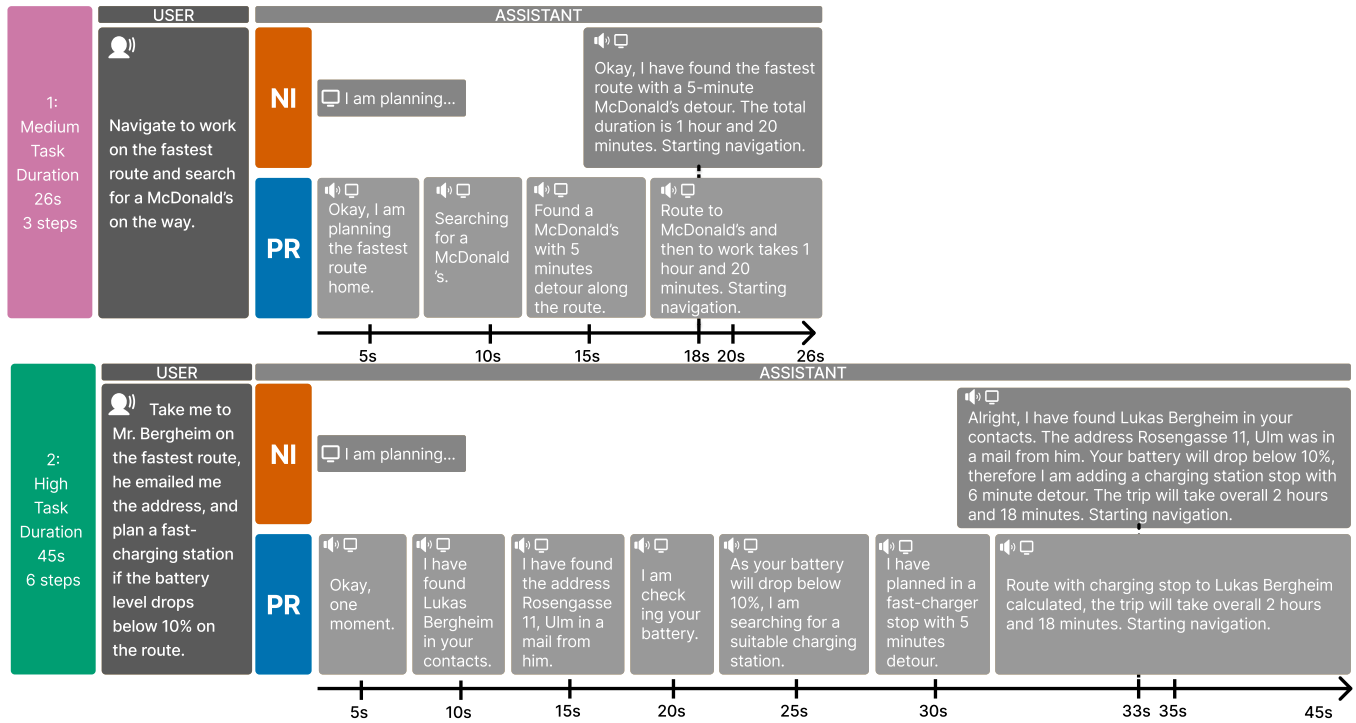 USER
ASSISTANT
1:
Medium
Task
Duration
26s
3 steps
Navigate to work
on the fastest
route and search
for a McDonald's
on the way.
NI
I am planning...
Okay, I have found the fastest
route with a 5-minute
McDonald's detour. The total
duration is 1 hour and 20
minutes. Starting navigation.
PR
Okay, I am
planning
the fastest
route
home.
Searching
for a
McDonald
's.
Found a
McDonald's
with 5
minutes
detour along
the route.
Route to
McDonald's and
then to work takes 1
hour and 20
minutes. Starting
navigation.
5s
10s
15s
18s
20s
26s
USER
ASSISTANT
2:
High
Task
Duration
45s
6 steps
Take me to
Mr. Bergheim on
the fastest route,
he emailed me
the address, and
plan a fast-
charging station
if the battery
level drops
below 10% on
the route.
NI
I am planning...
Alright, I have found Lukas Bergheim in your
contacts. The address Rosengasse 11, Ulm was in
a mail from him. Your battery will drop below 10%,
therefore I am adding a charging station stop with
6 minute detour. The trip will take overall 2 hours
and 18 minutes. Starting navigation.
PR
Okay,
one
moment.
I have
found
Lukas
Bergheim
in your
contacts.
I have found
the address
Rosengasse
11, Ulm in a
mail from
him.
I am
check
ing your
battery.
As your battery
will drop below
10%, I am
searching for a
suitable charging
station.
I have
planned in a
fast-charger
stop with 5
minutes
detour.
Route with charging stop to Lukas Bergheim
calculated, the trip will take overall 2 hours
and 18 minutes. Starting navigation.
5s
10s
15s
20s
25s
30s
33s
35s
45s